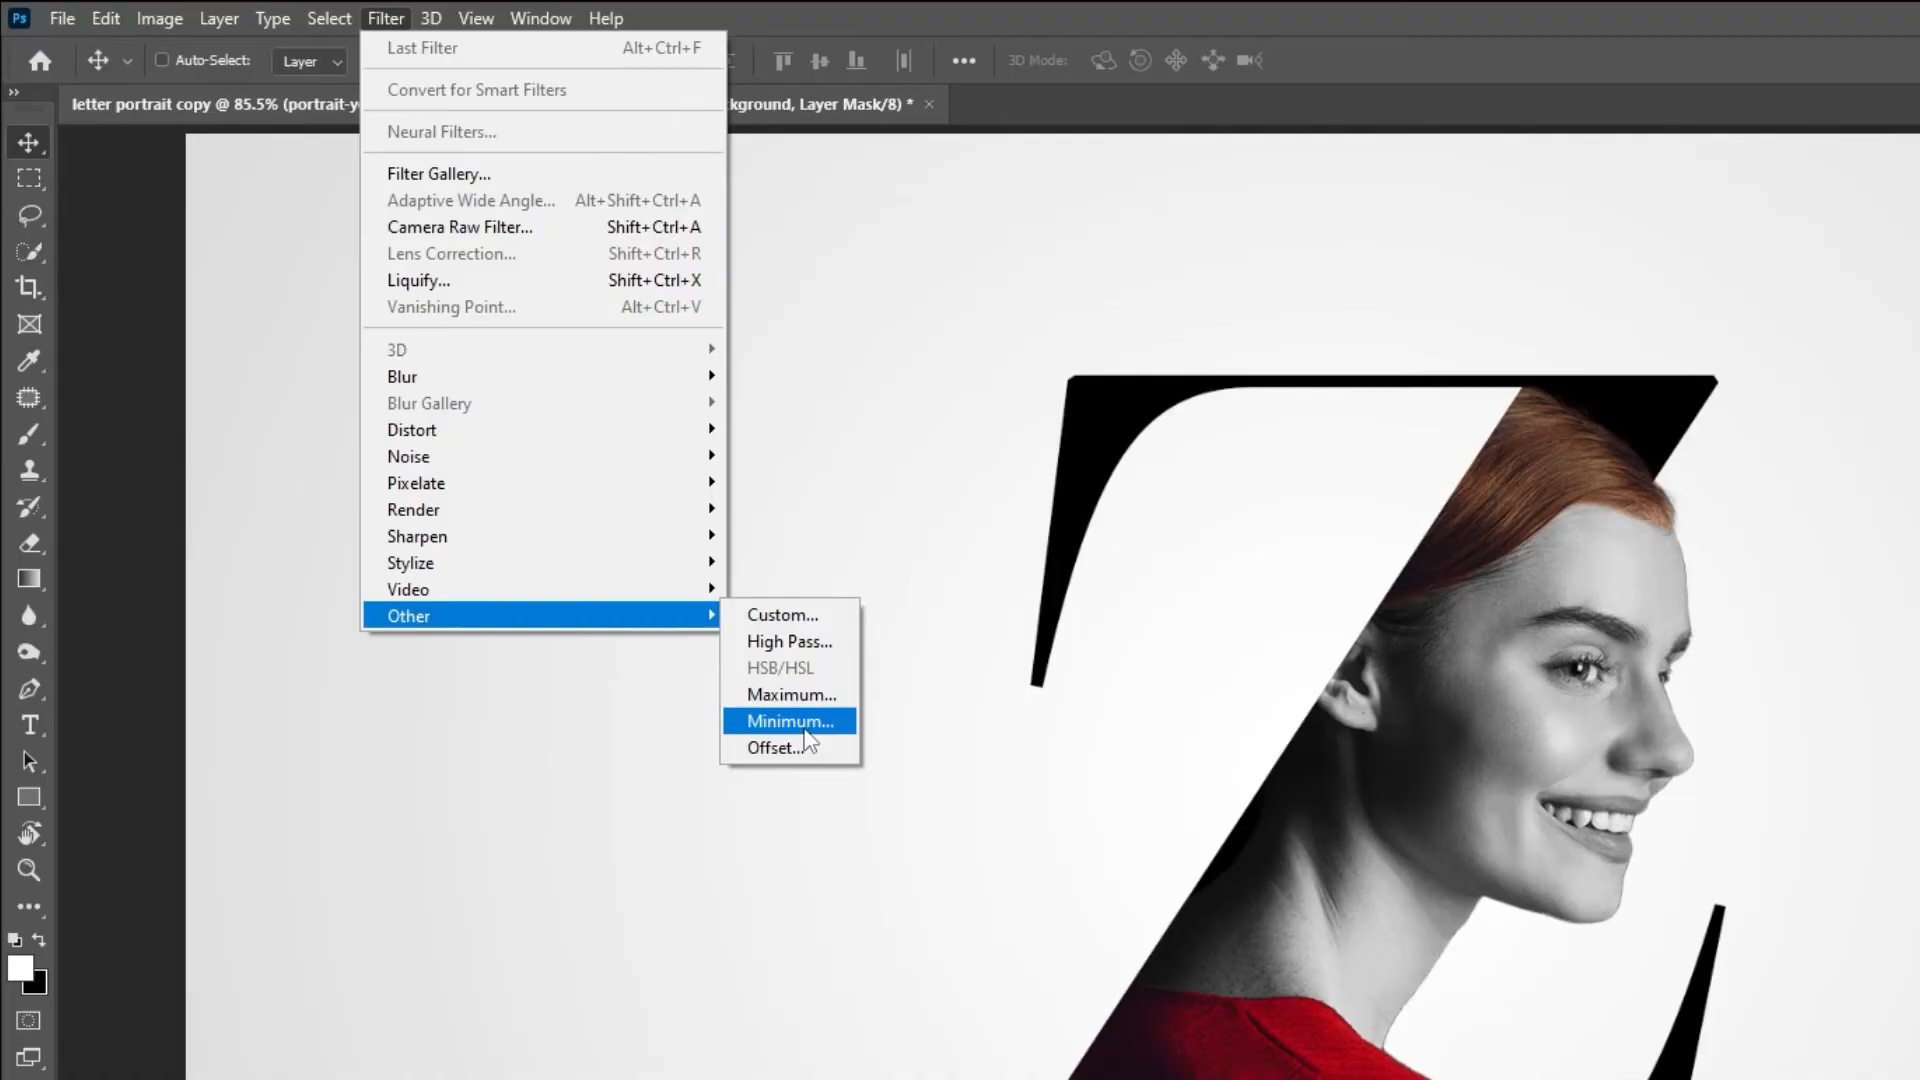 Ps File Edit Image Layer Type Select Filter 3D View Window Help
Auto-Select: Layer 3D Mode:
letter portrait copy @ 85.5% (portrait-y kground, Layer Mask/8) *
Last Filter Alt+Ctrl+F
Convert for Smart Filters
Neural Filters...
Filter Gallery...
Adaptive Wide Angle... Alt+Shift+Ctrl+A
Camera Raw Filter... Shift+Ctrl+A
Lens Correction... Shift+Ctrl+R
Liquify... Shift+Ctrl+X
Vanishing Point... Alt+Ctrl+V
3D
Blur
Blur Gallery
Distort
Noise
Pixelate
Render
Sharpen
Stylize
Video
Other
Custom...
High Pass...
HSB/HSL
Maximum...
Minimum...
Offset...